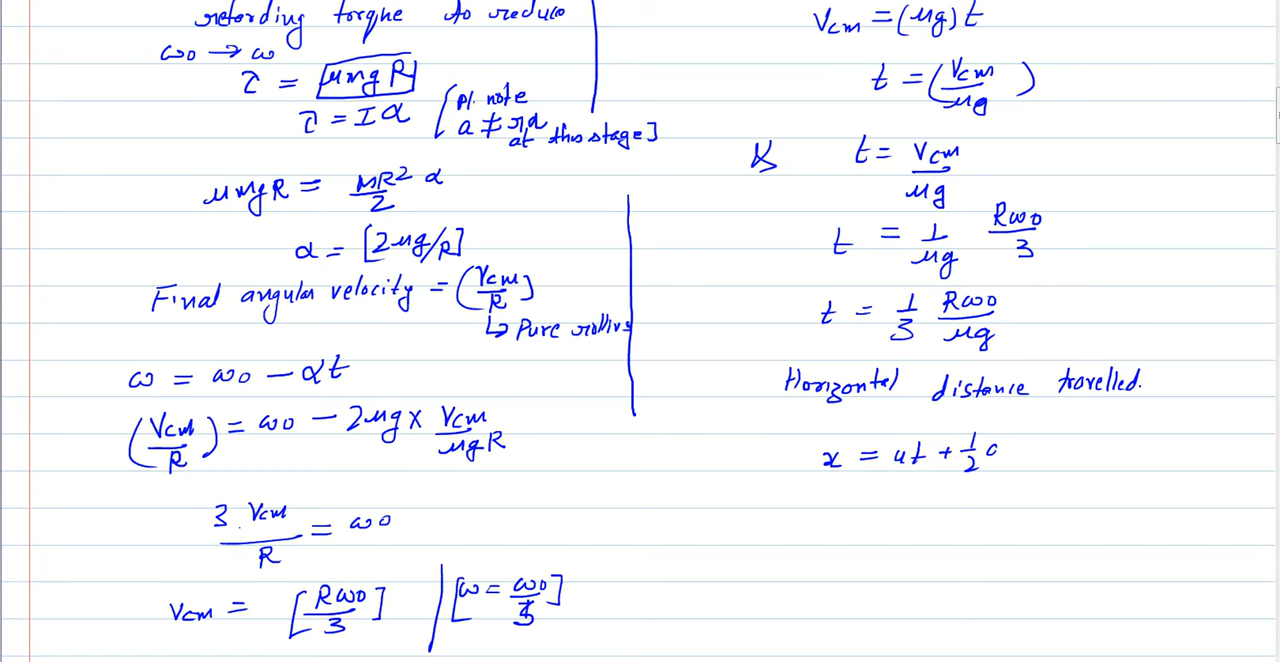 retarding torque to reduce
ω0 → ω
τ = μmgR
τ = Iα [Pl. note
a ≠ rα
at this stage]
μMgR = MR²/2 α
α = [2μg/R]
Final angular velocity = (Vcm/R)
↳ Pure rolling
ω = ω0 − αt
(Vcm/R) = ω0 − 2μg × Vcm/μgR
3.Vcm/R = ω0
Vcm = [Rω0/3] [ω = ω0/3]
Vcm = (μg)t
t = (Vcm/μg)
& t = Vcm/μg
t = 1/μg Rω0/3
t = 1/3 Rω0/μg
Horizontal distance travelled.
x = ut + 1/2